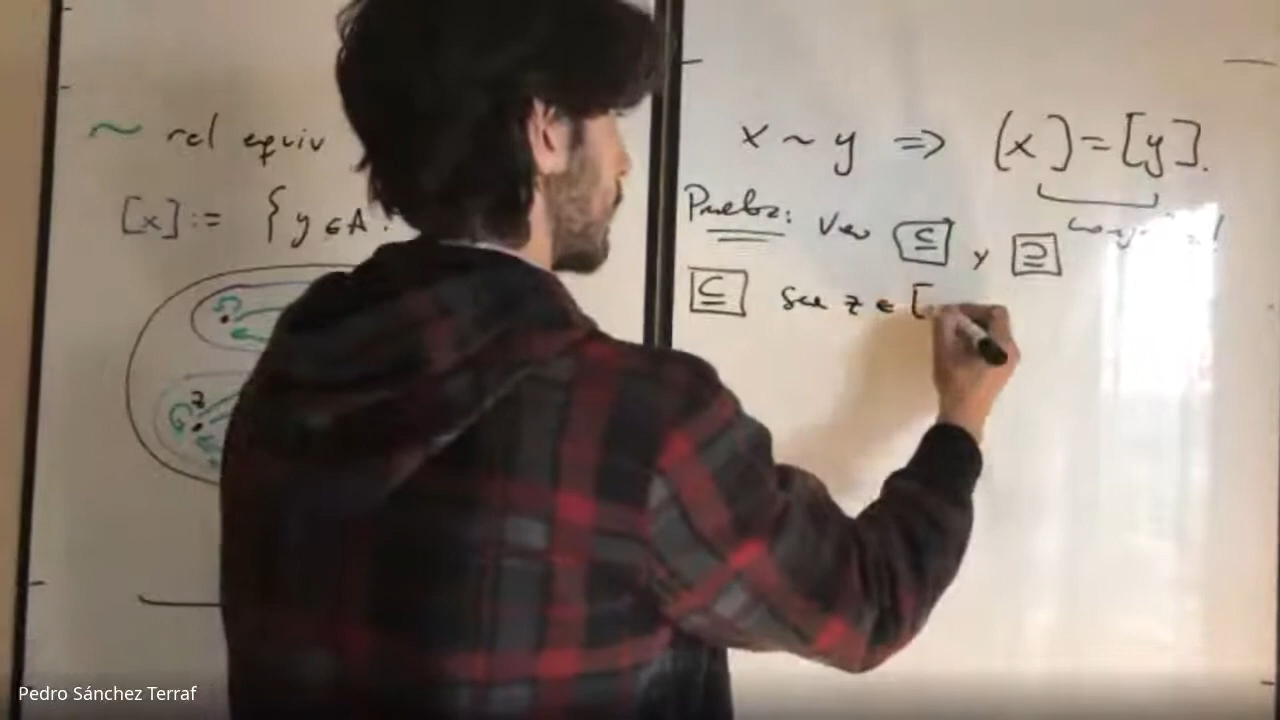 ~ rel equiv
[x] := { y ∈ A :
z
x ~ y ⇒ [x] = [y].
Prueba: Veo ⊆ y ⊇
⊆ Sea z ∈ [
Pedro Sánchez Terraf